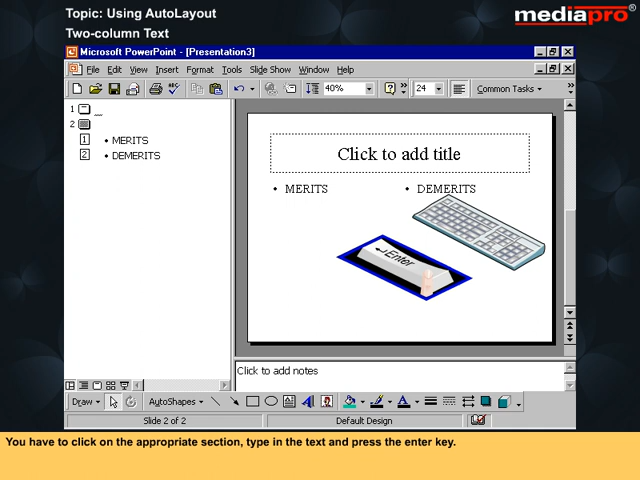 Topic: Using AutoLayout
Two-column Text
mediapro®
Microsoft PowerPoint - [Presentation3]
File Edit View Insert Format Tools Slide Show Window Help
40% 24 Common Tasks
1
2
1 • MERITS
2 • DEMERITS
Click to add title
• MERITS • DEMERITS
Enter
Click to add notes
Draw AutoShapes
Slide 2 of 2 Default Design
You have to click on the appropriate section, type in the text and press the enter key.